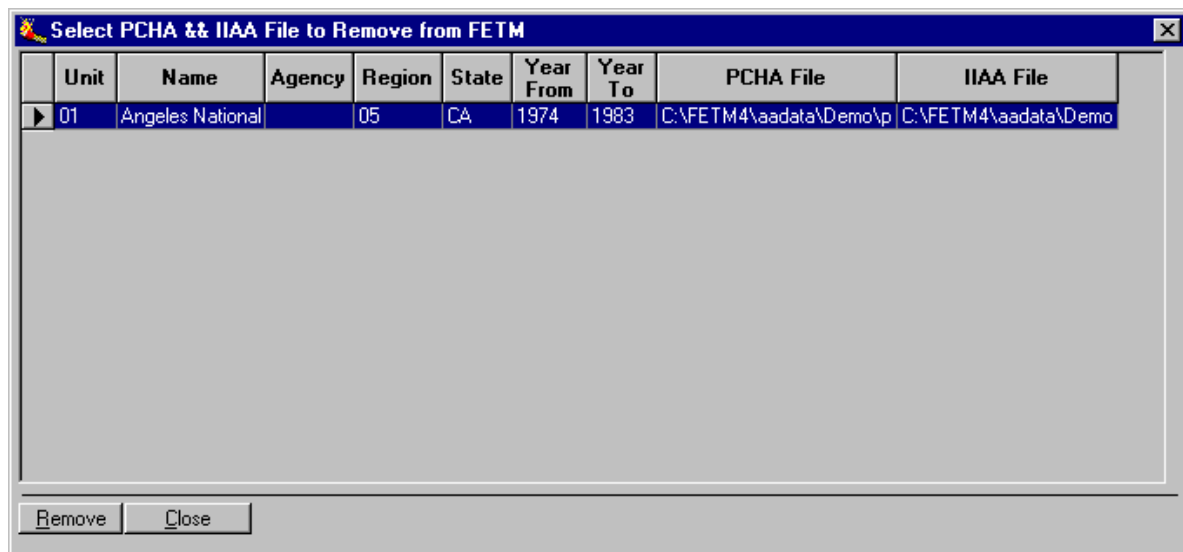 Select PCHA && IIAA File to Remove from FETM
Unit Name Agency Region State Year From Year To PCHA File IIAA File
01 Angeles National 05 CA 1974 1983 C:\FETM4\aadata\Demo\p C:\FETM4\aadata\Demo
Remove Close